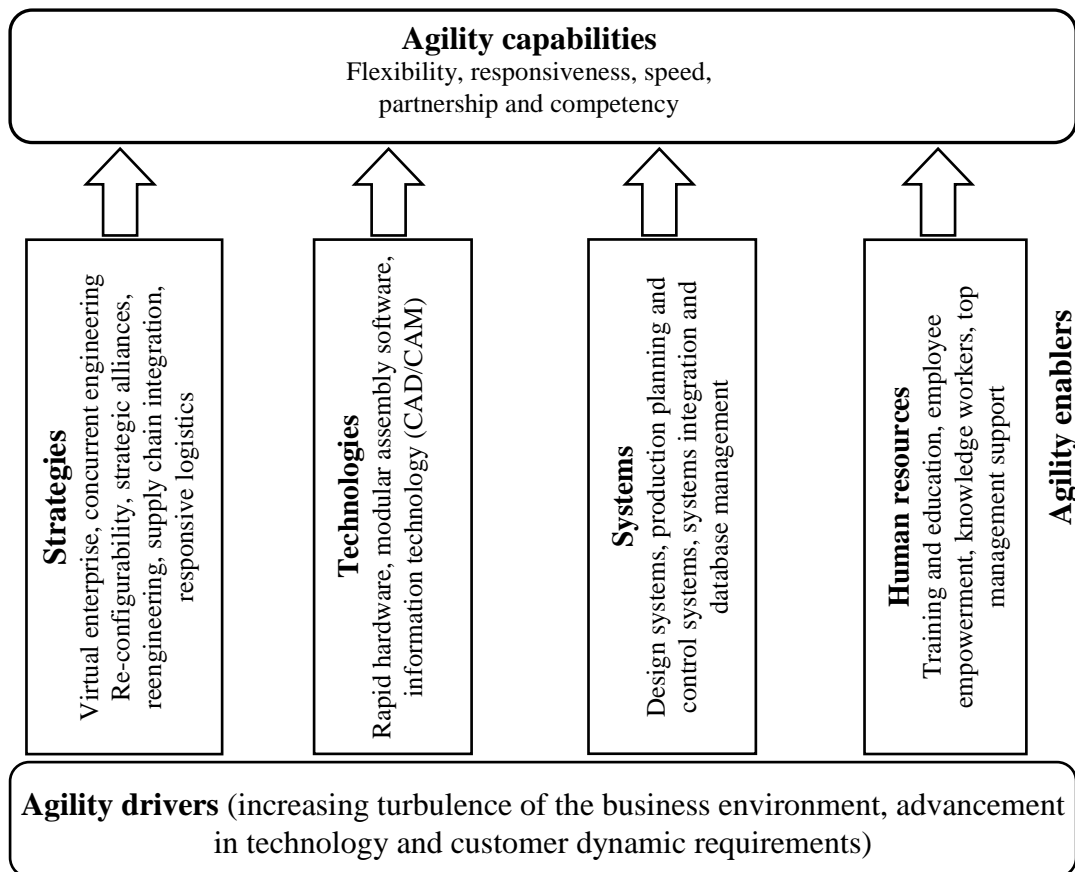 Agility capabilities
Flexibility, responsiveness, speed,
partnership and competency
Strategies
Virtual enterprise, concurrent engineering
Re-configurability, strategic alliances,
reengineering, supply chain integration,
responsive logistics
Technologies
Rapid hardware, modular assembly software,
information technology (CAD/CAM)
Systems
Design systems, production planning and
control systems, systems integration and
database management
Human resources
Training and education, employee
empowerment, knowledge workers, top
management support
Agility enablers
Agility drivers (increasing turbulence of the business environment, advancement
in technology and customer dynamic requirements)